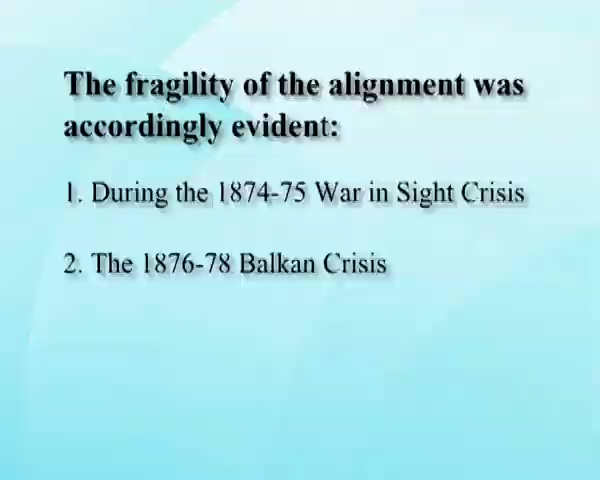 The fragility of the alignment was
accordingly evident:
1. During the 1874-75 War in Sight Crisis
2. The 1876-78 Balkan Crisis